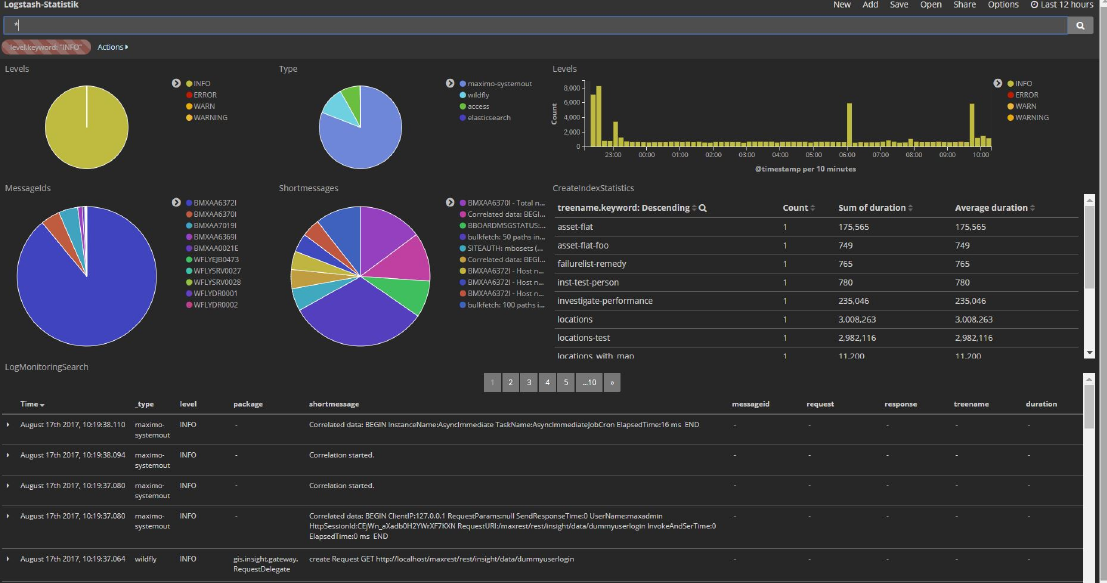 Logstash-Statistik
New Add Save Open Share Options Last 12 hours
*
level.keyword: "INFO" Actions
Levels
INFO
ERROR
WARN
WARNING
Type
maximo-systemout
wildfly
access
elasticsearch
Levels
Count
8,000
6,000
4,000
2,000
0
23:00 00:00 01:00 02:00 03:00 04:00 05:00 06:00 07:00 08:00 09:00 10:00
@timestamp per 10 minutes
INFO
ERROR
WARN
WARNING
MessageIds
BMXAA6372I
BMXAA6370I
BMXAA7019I
BMXAA6369I
BMXAA0021E
WFLYEJB0473
WFLYSRV0027
WFLYSRV0028
WFLYDR0001
WFLYDR0002
Shortmessages
BMXAA6370I - Total n...
Correlated data: BEGI...
BBOARDMSGSTATUS:...
bulkfetch: 50 paths in...
SITEAUTH: mbosets (...
Correlated data: BEGI...
BMXAA6372I - Host n...
BMXAA6372I - Host n...
BMXAA6372I - Host n...
bulkfetch: 100 paths i...
CreateIndexStatistics
treename.keyword: Descending Count Sum of duration Average duration
asset-flat 1 175,565 175,565
asset-flat-foo 1 749 749
failurelist-remedy 1 765 765
inst-test-person 1 780 780
investigate-performance 1 235,046 235,046
locations 1 3,008,263 3,008,263
locations-test 1 2,982,116 2,982,116
locations_with_map 1 11,200 11,200
LogMonitoringSearch
1 2 3 4 5 ...10 »
Time _type level package shortmessage messageid request response treename duration
August 17th 2017, 10:19:38.110 maximo-systemout INFO - Correlated data: BEGIN InstanceName:AsyncImmediate TaskName:AsyncImmediateJobCron ElapsedTime:16 ms END - - - - -
August 17th 2017, 10:19:38.094 maximo-systemout INFO - Correlation started. - - - - -
August 17th 2017, 10:19:37.080 maximo-systemout INFO - Correlation started. - - - - -
August 17th 2017, 10:19:37.080 maximo-systemout INFO - Correlated data: BEGIN ClientIP:127.0.0.1 RequestParams:null SendResponseTime:0 UserName:maxadmin - - - - -
RequestURI:/maxrest/rest/insight/data/dummyuserlogin InvokeAndSerTime:0
ElapsedTime:0 ms END
August 17th 2017, 10:19:37.064 wildfly INFO gis.insight.gateway.RequestDelegate create Request GET http://localhost/maxrest/rest/insight/data/dummyuserlogin - - - - -